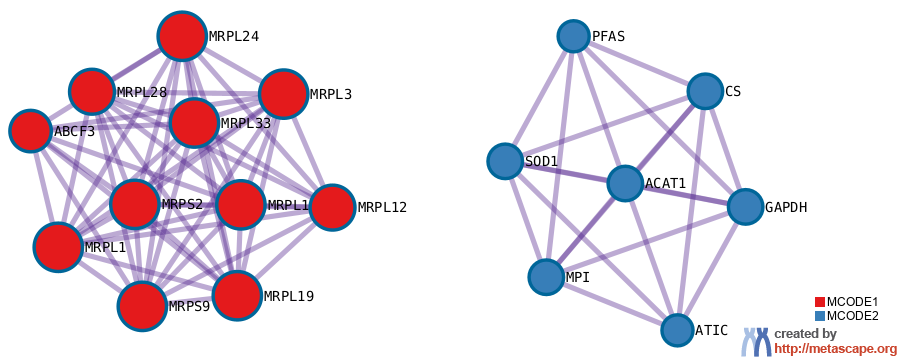 MRPL24
PFAS
MRPL28
MRPL3
CS
MRPL33
ABCF3
SOD1
ACAT1
MRPS2
MRPL1
MRPL12
GAPDH
MRPL1
MPI
MRPL19
MRPS9
ATIC
MCODE1
MCODE2
created by
http://metascape.org